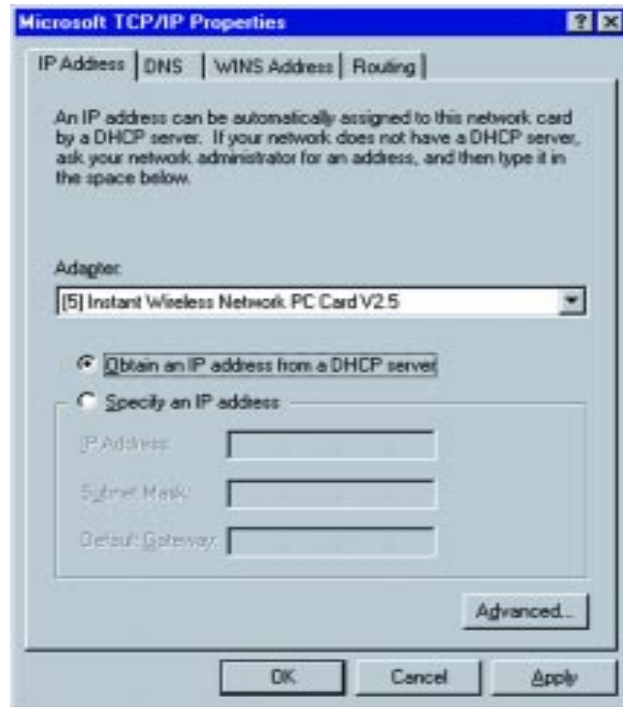 Microsoft TCP/IP Properties
IP Address
DNS
WINS Address
Routing
An IP address can be automatically assigned to this network card
by a DHCP server. If your network does not have a DHCP server,
ask your network administrator for an address, and then type it in
the space below.
Adapter:
[5] Instant Wireless Network PC Card V2.5
Obtain an IP address from a DHCP server
Specify an IP address
IP Address:
Subnet Mask:
Default Gateway:
Advanced...
OK
Cancel
Apply